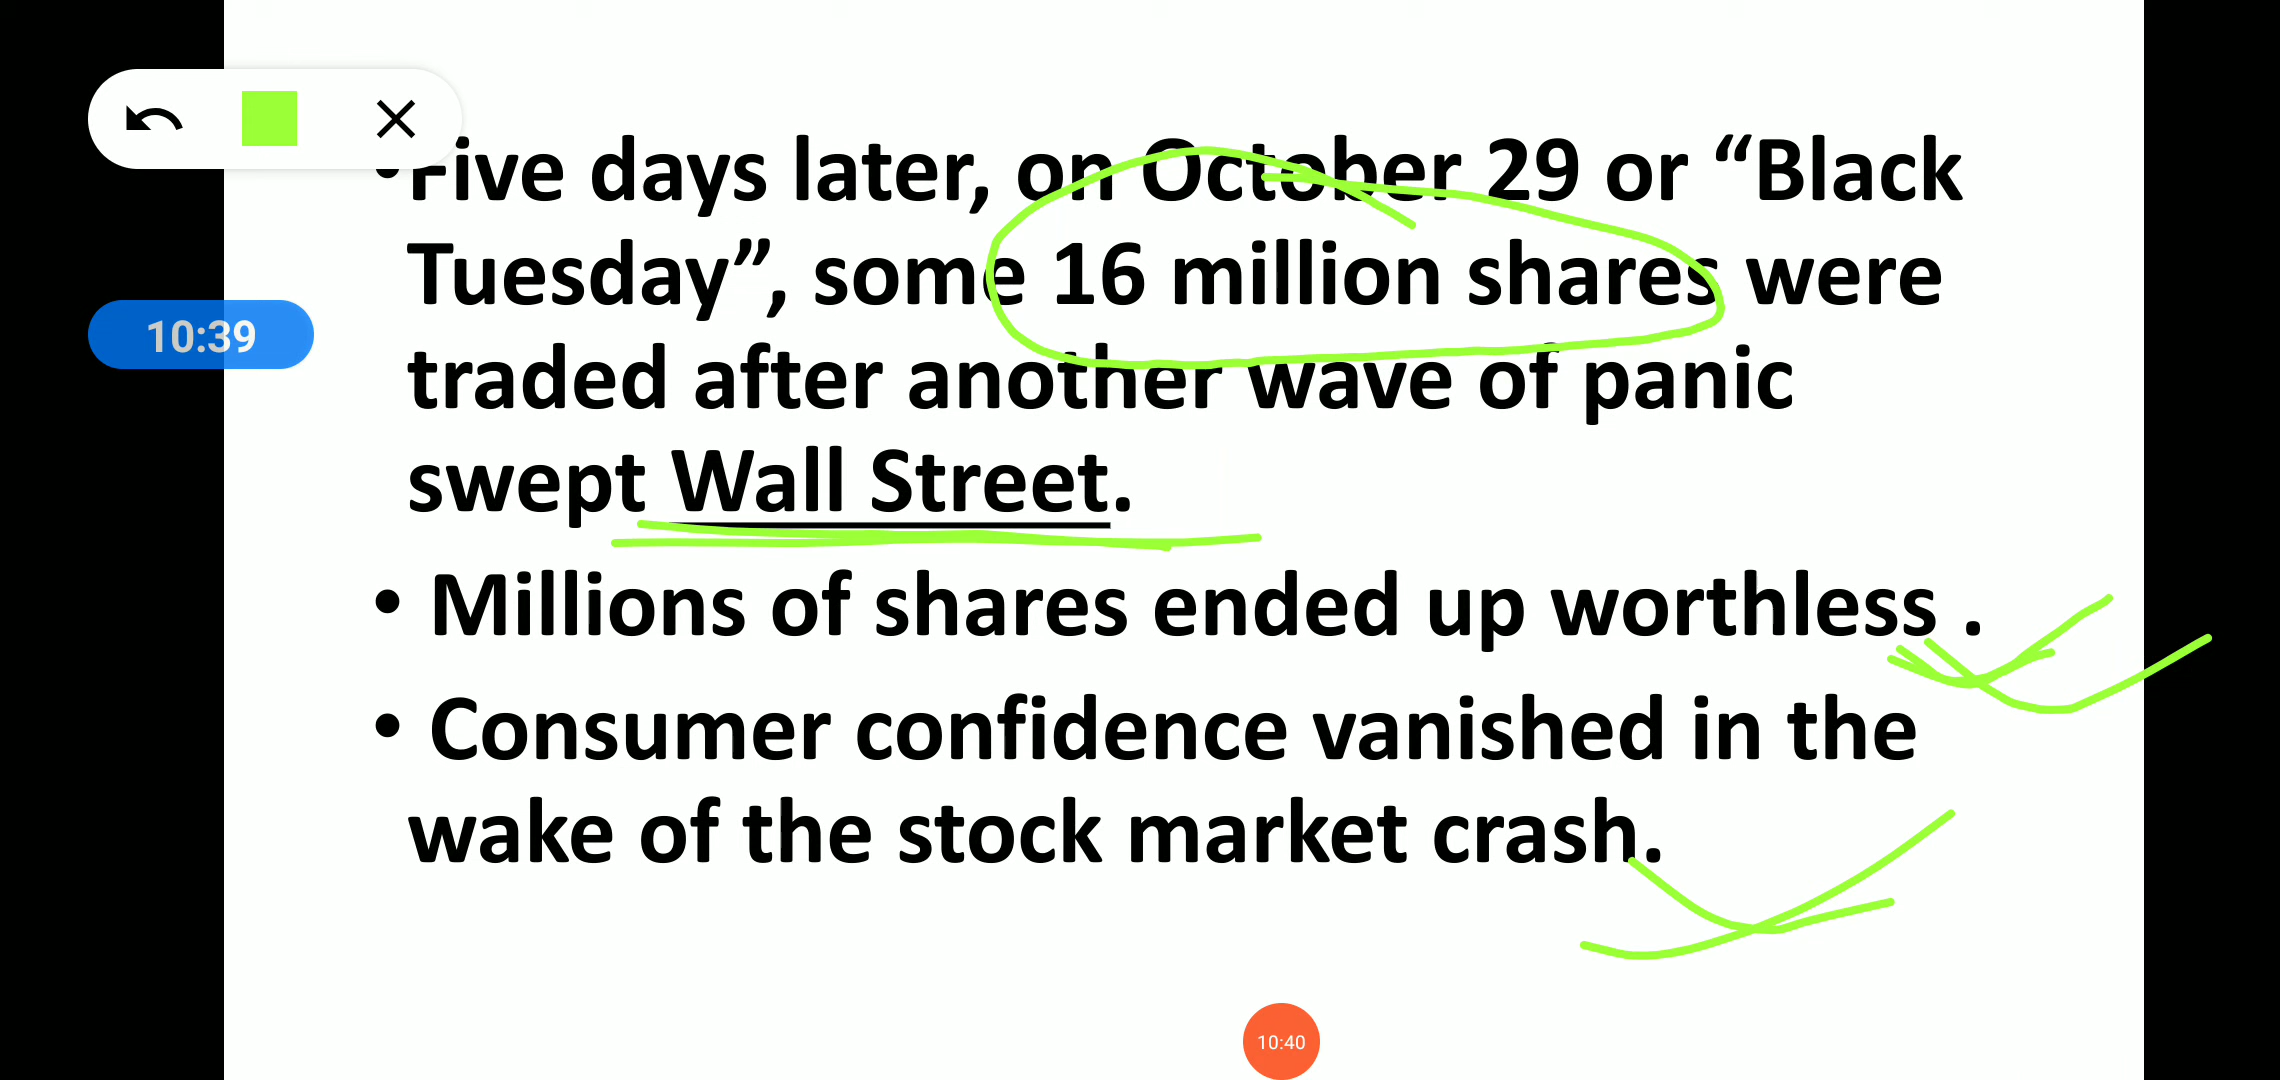 •Five days later, on October 29 or “Black
Tuesday”, some 16 million shares were
traded after another wave of panic
swept Wall Street.
• Millions of shares ended up worthless .
• Consumer confidence vanished in the
wake of the stock market crash.
10:39
10:40